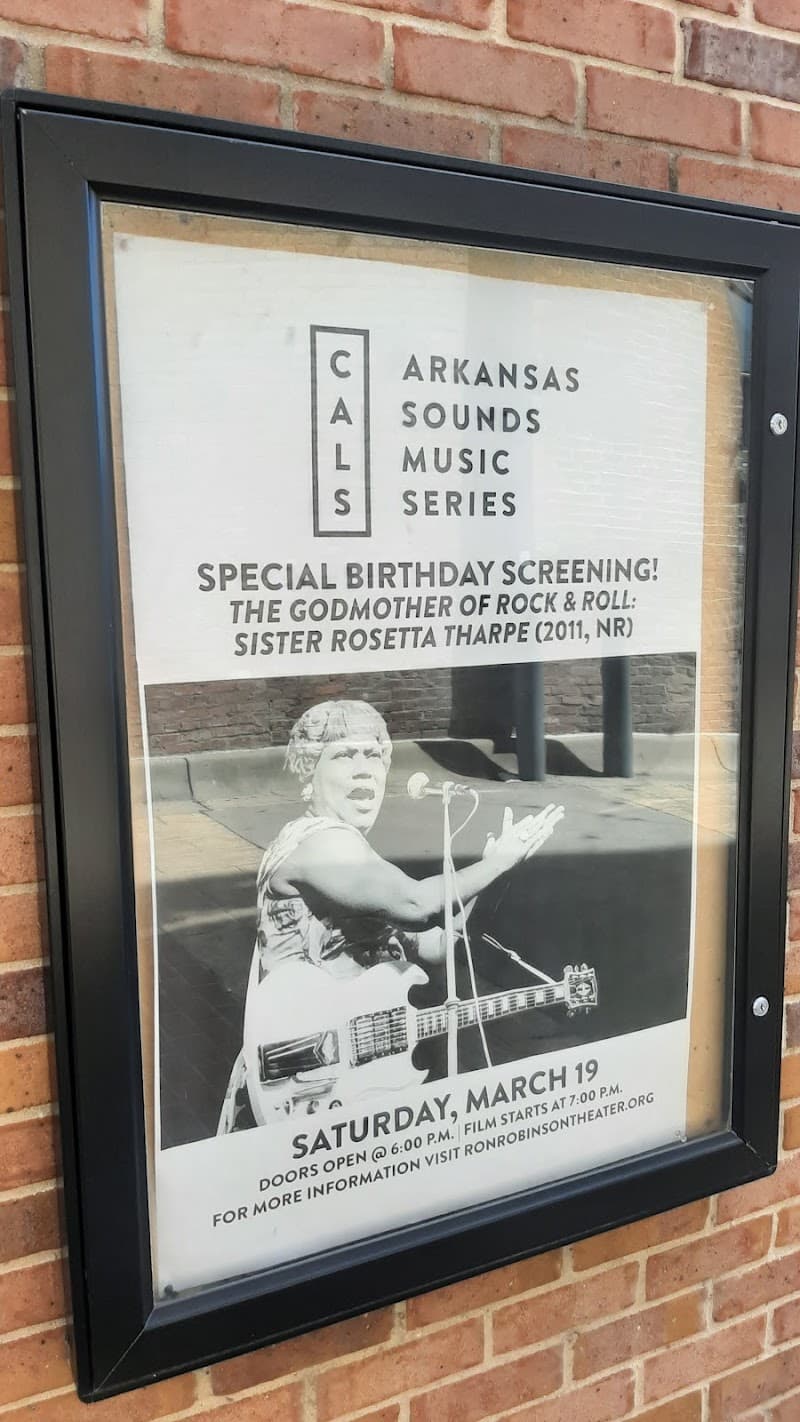 CALS
ARKANSAS
SOUNDS
MUSIC
SERIES
SPECIAL BIRTHDAY SCREENING!
THE GODMOTHER OF ROCK & ROLL:
SISTER ROSETTA THARPE (2011, NR)
SATURDAY, MARCH 19
DOORS OPEN @ 6:00 P.M. | FILM STARTS AT 7:00 P.M.
FOR MORE INFORMATION VISIT RONROBINSONTHEATER.ORG